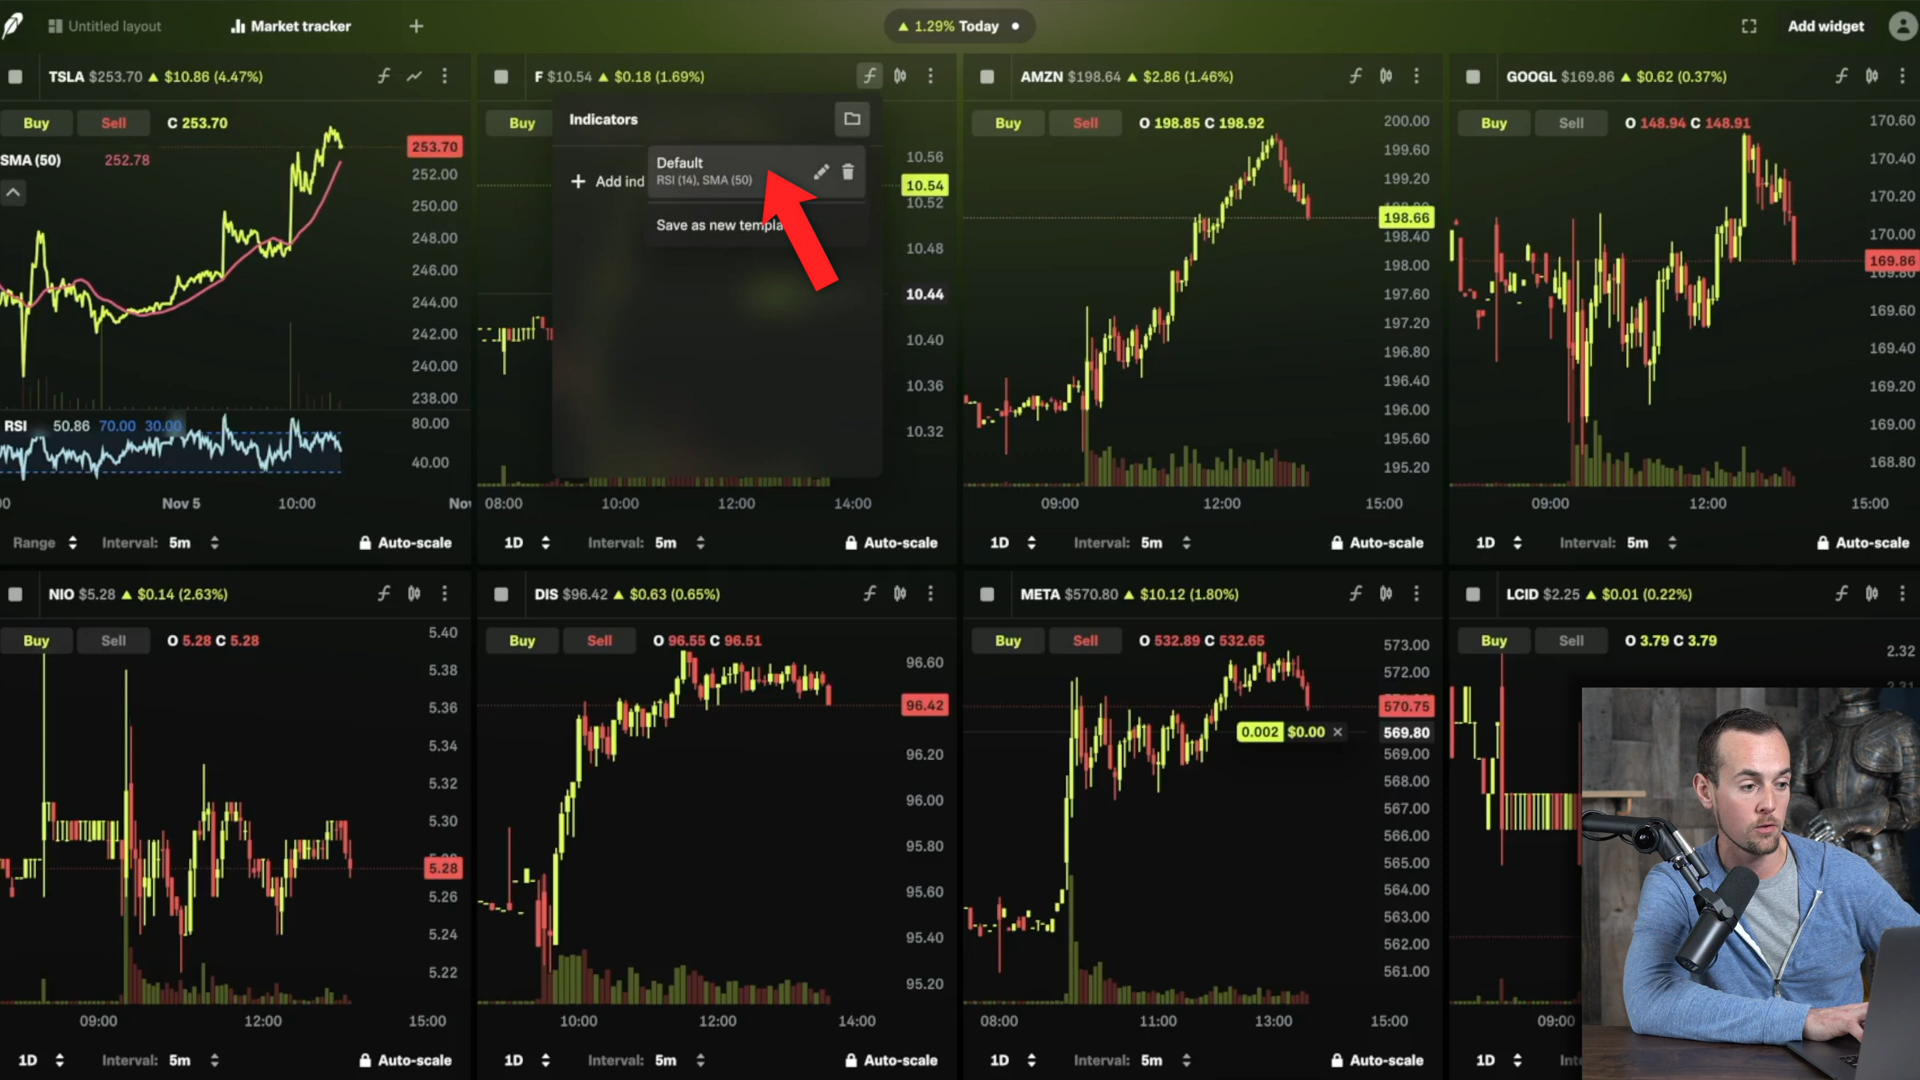 Untitled layout
Market tracker
+
1.29% Today
Add widget
TSLA $253.70 ▲ $10.86 (4.47%)
Buy
Sell
C 253.70
SMA (50) 252.78
253.70
252.00
250.00
248.00
246.00
244.00
242.00
240.00
238.00
RSI 50.86 70.00 30.00
80.00
40.00
Nov 5
10:00
Range
Interval: 5m
Auto-scale
F $10.54 ▲ $0.18 (1.69%)
Buy
Indicators
+ Add ind
Default
RSI (14), SMA (50)
Save as new templa
10.56
10.54
10.52
10.48
10.44
10.40
10.36
10.32
08:00
10:00
12:00
14:00
1D
Interval: 5m
Auto-scale
AMZN $198.64 ▲ $2.86 (1.46%)
Buy
Sell
O 198.85 C 198.92
200.00
199.60
199.20
198.66
198.40
198.00
197.60
197.20
196.80
196.40
196.00
195.60
195.20
09:00
12:00
15:00
1D
Interval: 5m
Auto-scale
GOOGL $169.86 ▲ $0.62 (0.37%)
Buy
Sell
O 148.94 C 148.91
170.60
170.40
170.20
170.00
169.86
169.80
169.60
169.40
169.20
169.00
168.80
09:00
12:00
15:00
1D
Interval: 5m
Auto-scale
NIO $5.28 ▲ $0.14 (2.63%)
Buy
Sell
O 5.28 C 5.28
5.40
5.38
5.36
5.34
5.32
5.30
5.28
5.26
5.24
5.22
09:00
12:00
15:00
1D
Interval: 5m
Auto-scale
DIS $96.42 ▲ $0.63 (0.65%)
Buy
Sell
O 96.55 C 96.51
96.60
96.42
96.20
96.00
95.80
95.60
95.40
95.20
10:00
12:00
14:00
1D
Interval: 5m
Auto-scale
META $570.80 ▲ $10.12 (1.80%)
Buy
Sell
O 532.89 C 532.65
573.00
572.00
570.75
0.002 $0.00 ×
569.80
569.00
568.00
567.00
566.00
565.00
564.00
563.00
562.00
561.00
08:00
11:00
13:00
15:00
1D
Interval: 5m
Auto-scale
LCID $2.25 ▲ $0.01 (0.22%)
Buy
Sell
O 3.79 C 3.79
2.32
09:00
1D